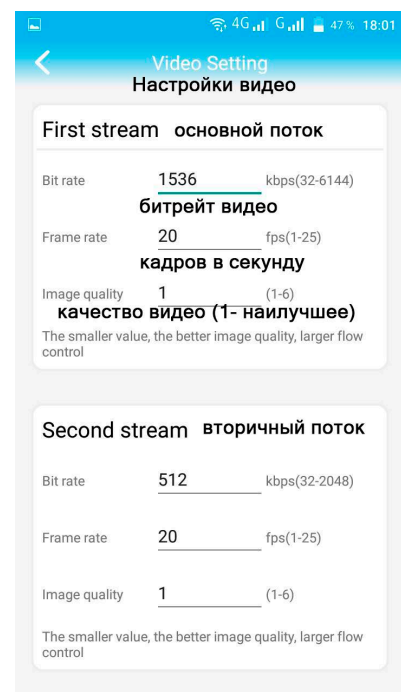 4G G 47% 18:01
Video Setting
Настройки видео
First stream основной поток
Bit rate 1536 kbps(32-6144)
битрейт видео
Frame rate 20 fps(1-25)
кадров в секунду
Image quality 1 (1-6)
качество видео (1- наилучшее)
The smaller value, the better image quality, larger flow
control
Second stream вторичный поток
Bit rate 512 kbps(32-2048)
Frame rate 20 fps(1-25)
Image quality 1 (1-6)
The smaller value, the better image quality, larger flow
control